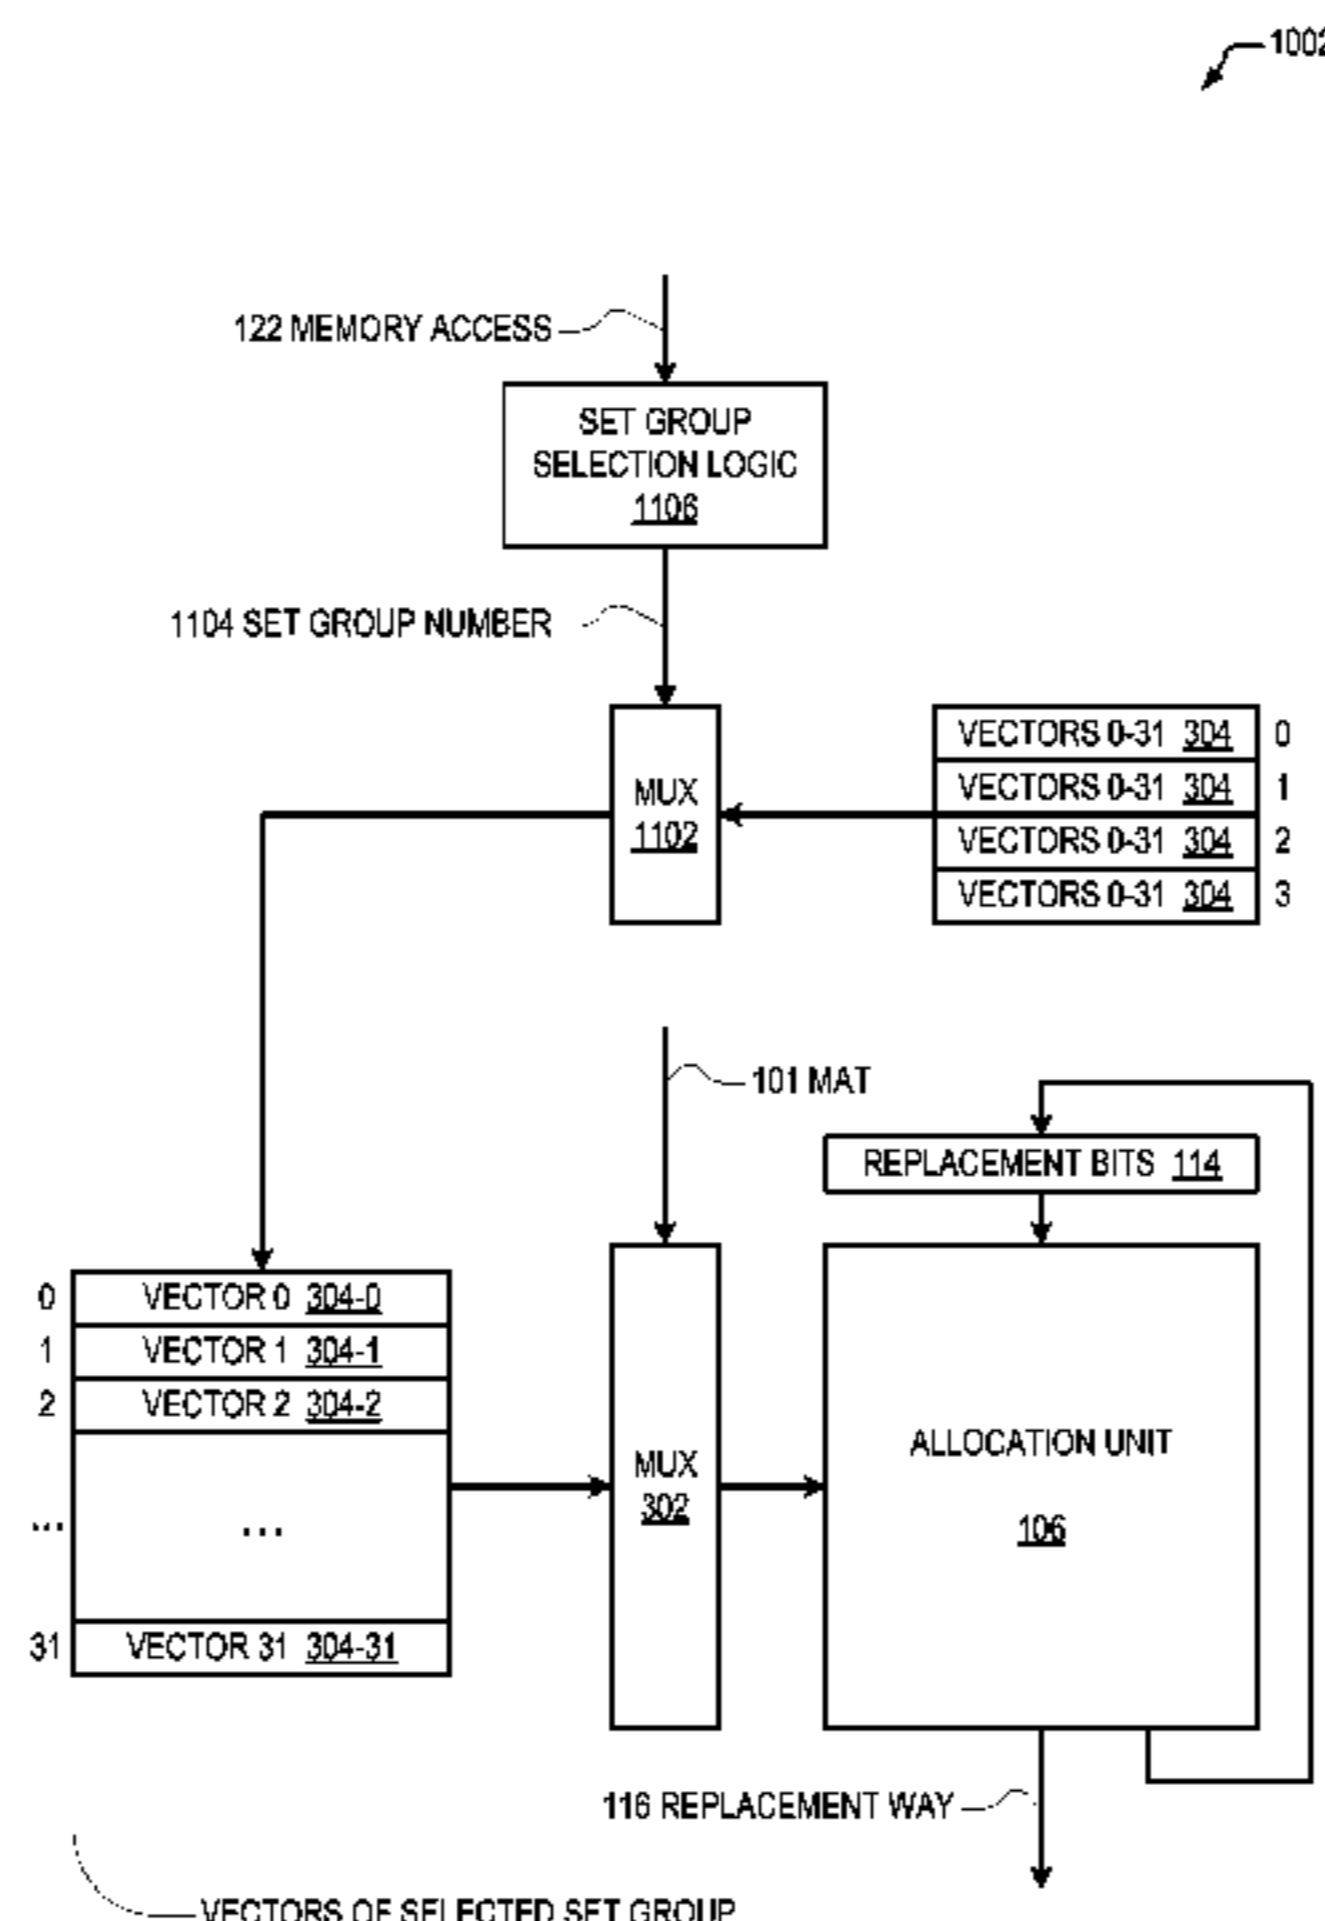 1002
122 MEMORY ACCESS
SET GROUP
SELECTION LOGIC
1106
1104 SET GROUP NUMBER
MUX
1102
VECTORS 0-31 304 0
VECTORS 0-31 304 1
VECTORS 0-31 304 2
VECTORS 0-31 304 3
101 MAT
REPLACEMENT BITS 114
0 VECTOR 0 304-0
1 VECTOR 1 304-1
2 VECTOR 2 304-2
... ...
31 VECTOR 31 304-31
MUX
302
ALLOCATION UNIT
106
116 REPLACEMENT WAY
VECTORS OF SELECTED SET GROUP